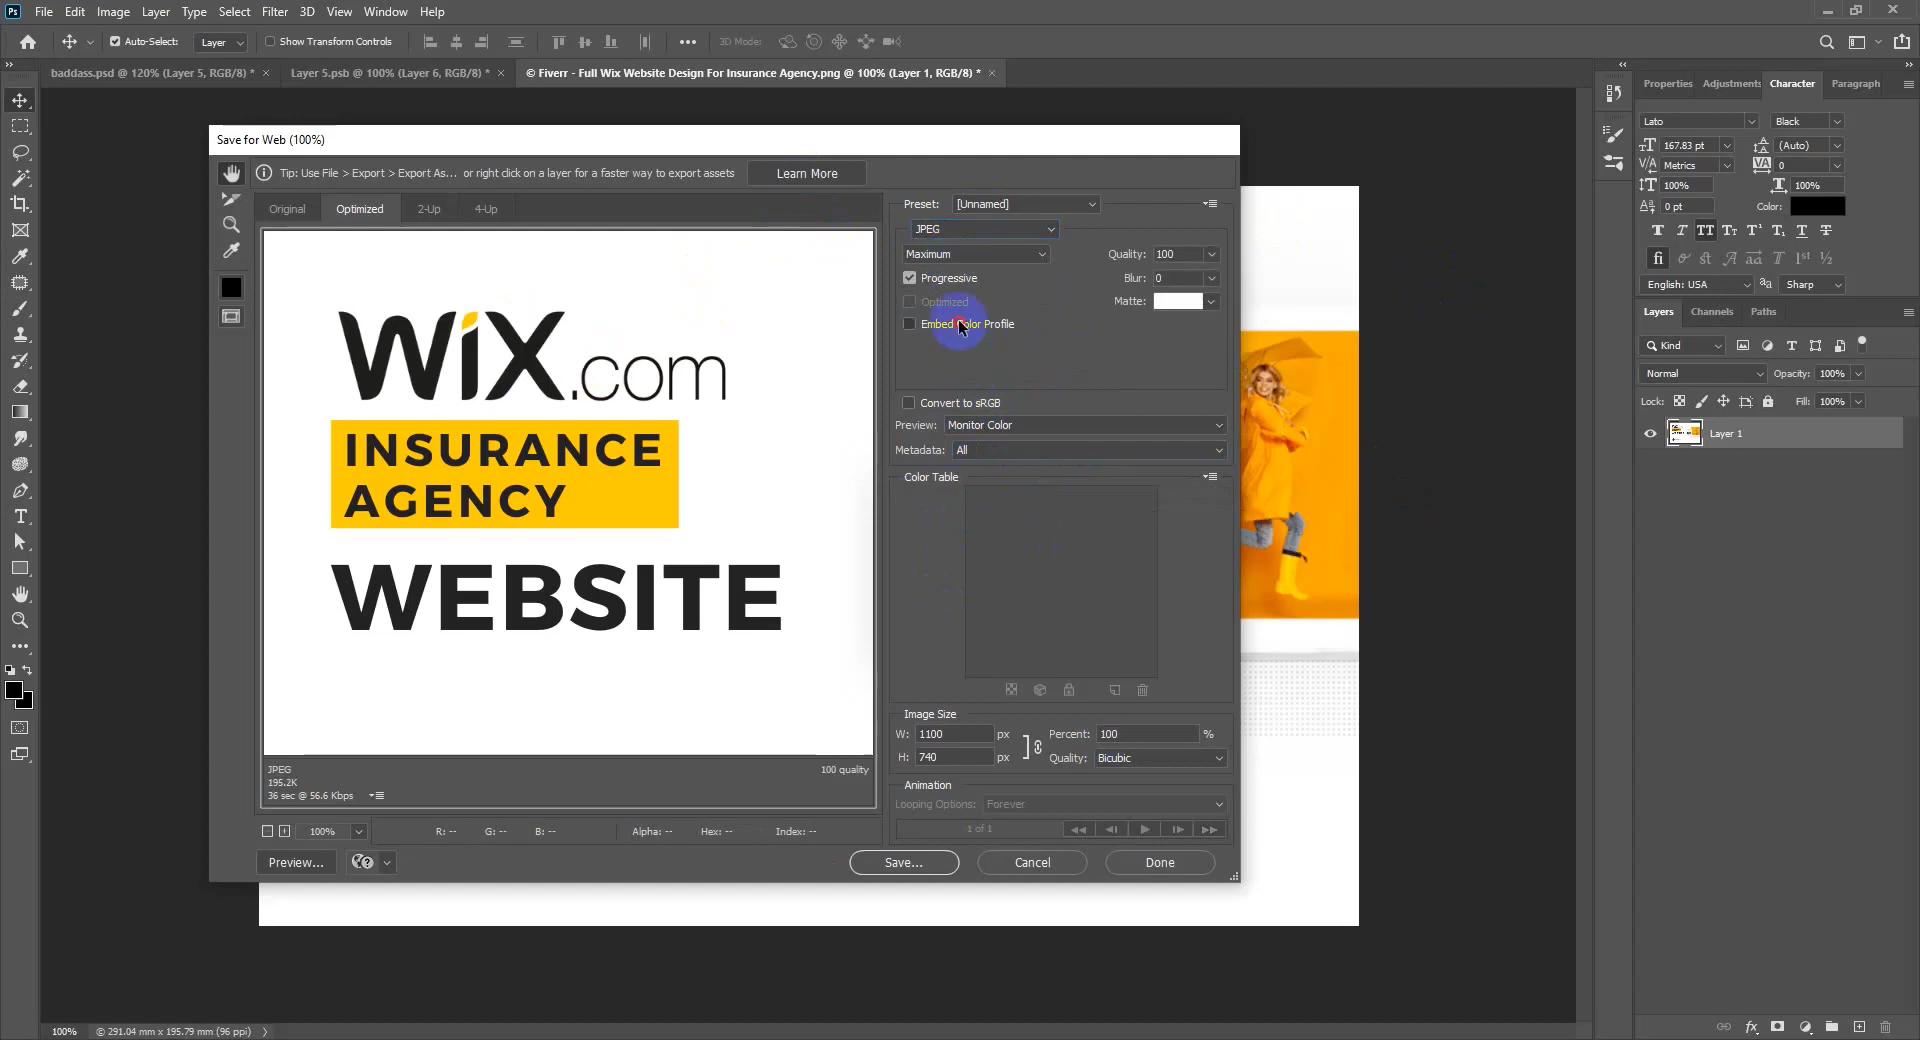 Ps File Edit Image Layer Type Select Filter 3D View Window Help
Auto-Select: Layer Show Transform Controls 3D Mode:
baddass.psd @ 120% (Layer 5, RGB/8) * × Layer 5.psb @ 100% (Layer 6, RGB/8) * × © Fiverr - Full Wix Website Design For Insurance Agency.png @ 100% (Layer 1, RGB/8) * ×
Save for Web (100%)
Tip: Use File > Export > Export As... or right click on a layer for a faster way to export assets
Learn More
Original Optimized 2-Up 4-Up
WiX.com
INSURANCE
AGENCY
WEBSITE
JPEG
195.2K
36 sec @ 56.6 Kbps
100 quality
100% R: -- G: -- B: -- Alpha: -- Hex: -- Index: --
Preview...
Preset: [Unnamed]
JPEG
Maximum Quality: 100
Progressive Blur: 0
Optimized Matte:
Embed Color Profile
Convert to sRGB
Preview: Monitor Color
Metadata: All
Color Table
Image Size
W: 1100 px Percent: 100 %
H: 740 px Quality: Bicubic
Animation
Looping Options: Forever
1 of 1
Save... Cancel Done
Properties Adjustments Character Paragraph
Lato Black
167.83 pt (Auto)
Metrics 0
100% 100%
0 pt Color:
English: USA aa Sharp
Layers Channels Paths
Kind
Normal Opacity: 100%
Lock: Fill: 100%
Layer 1
100% © 291.04 mm x 195.79 mm (96 ppi)